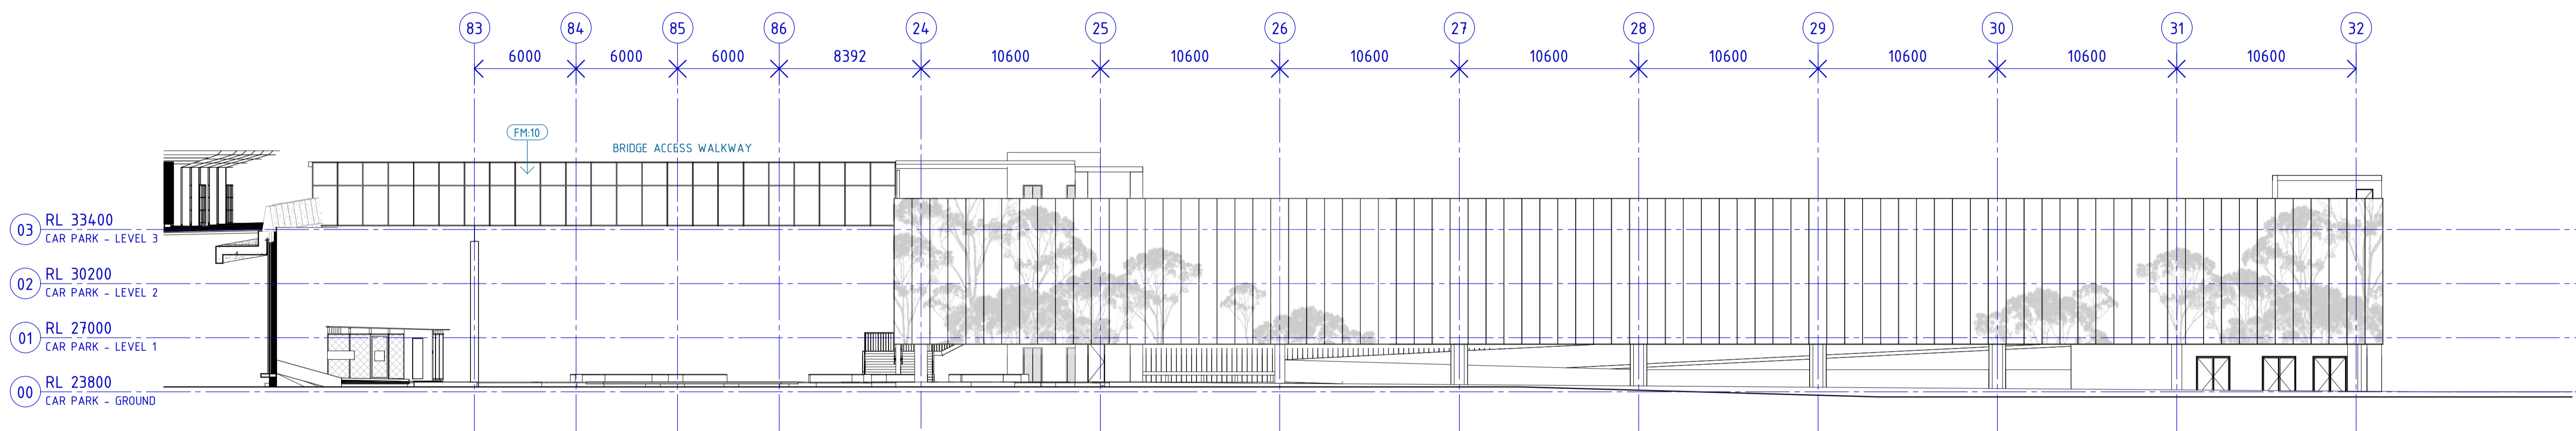 83 84 85 86 24 25 26 27 28 29 30 31 32
6000 6000 6000 8392 10600 10600 10600 10600 10600 10600 10600 10600
FM:10
BRIDGE ACCESS WALKWAY
03 RL 33400
CAR PARK - LEVEL 3
02 RL 30200
CAR PARK - LEVEL 2
01 RL 27000
CAR PARK - LEVEL 1
00 RL 23800
CAR PARK - GROUND